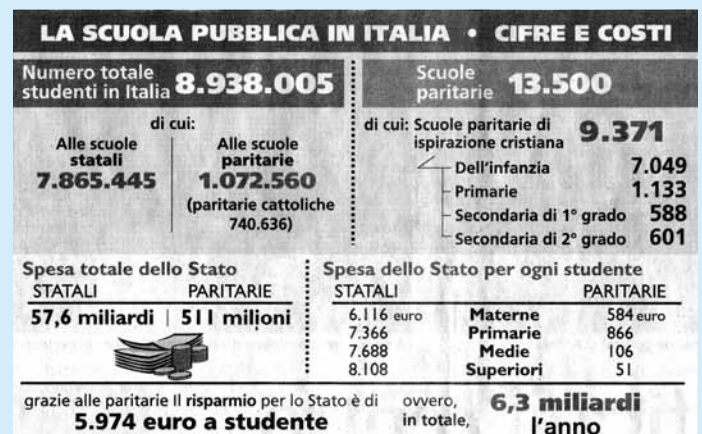 LA SCUOLA PUBBLICA IN ITALIA • CIFRE E COSTI
Numero totale
studenti in Italia 8.938.005
di cui:
Alle scuole
statali
7.865.445
Alle scuole
paritarie
1.072.560
(paritarie cattoliche
740.636)
Scuole
paritarie 13.500
di cui: Scuole paritarie di
ispirazione cristiana 9.371
Dell'infanzia 7.049
Primarie 1.133
Secondaria di 1° grado 588
Secondaria di 2° grado 601
Spesa totale dello Stato
STATALI PARITARIE
57,6 miliardi | 511 milioni
Spesa dello Stato per ogni studente
STATALI PARITARIE
6.116 euro Materne 584 euro
7.366 Primarie 866
7.688 Medie 106
8.108 Superiori 51
grazie alle paritarie Il risparmio per lo Stato è di
5.974 euro a studente
ovvero,
in totale,
6,3 miliardi
l'anno